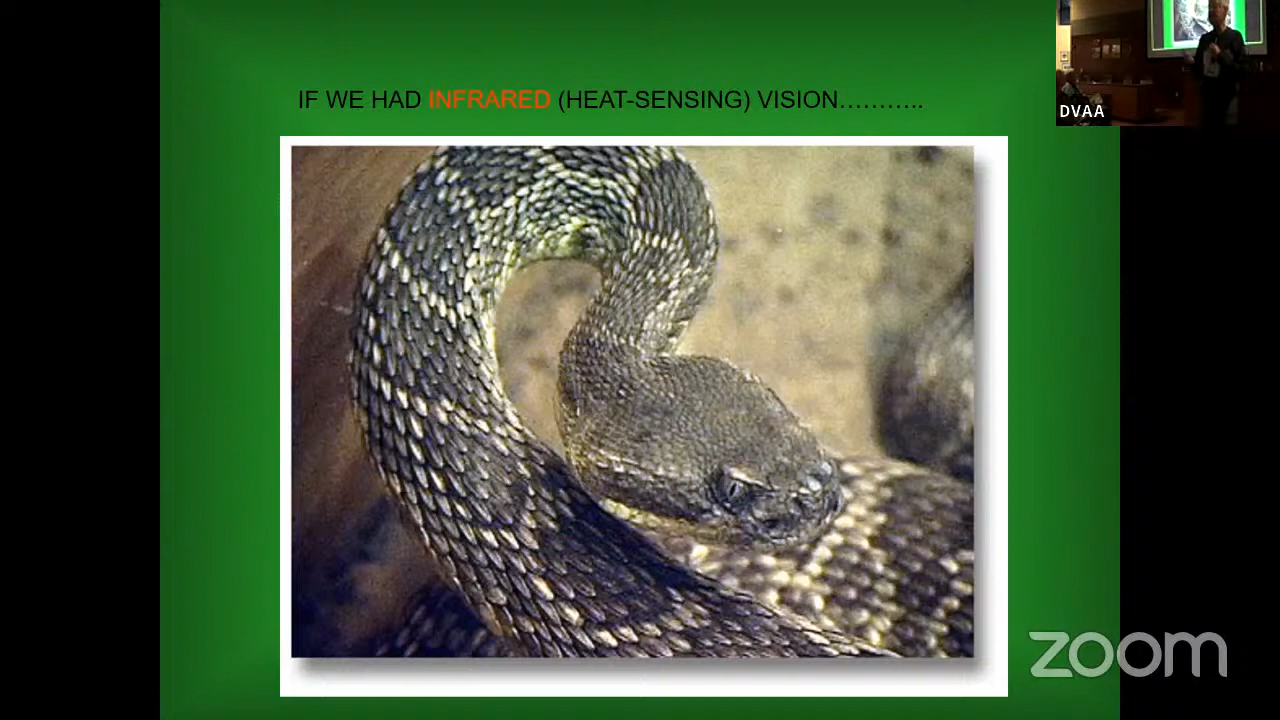 IF WE HAD INFRARED (HEAT-SENSING) VISION………..
DVAA
zoom